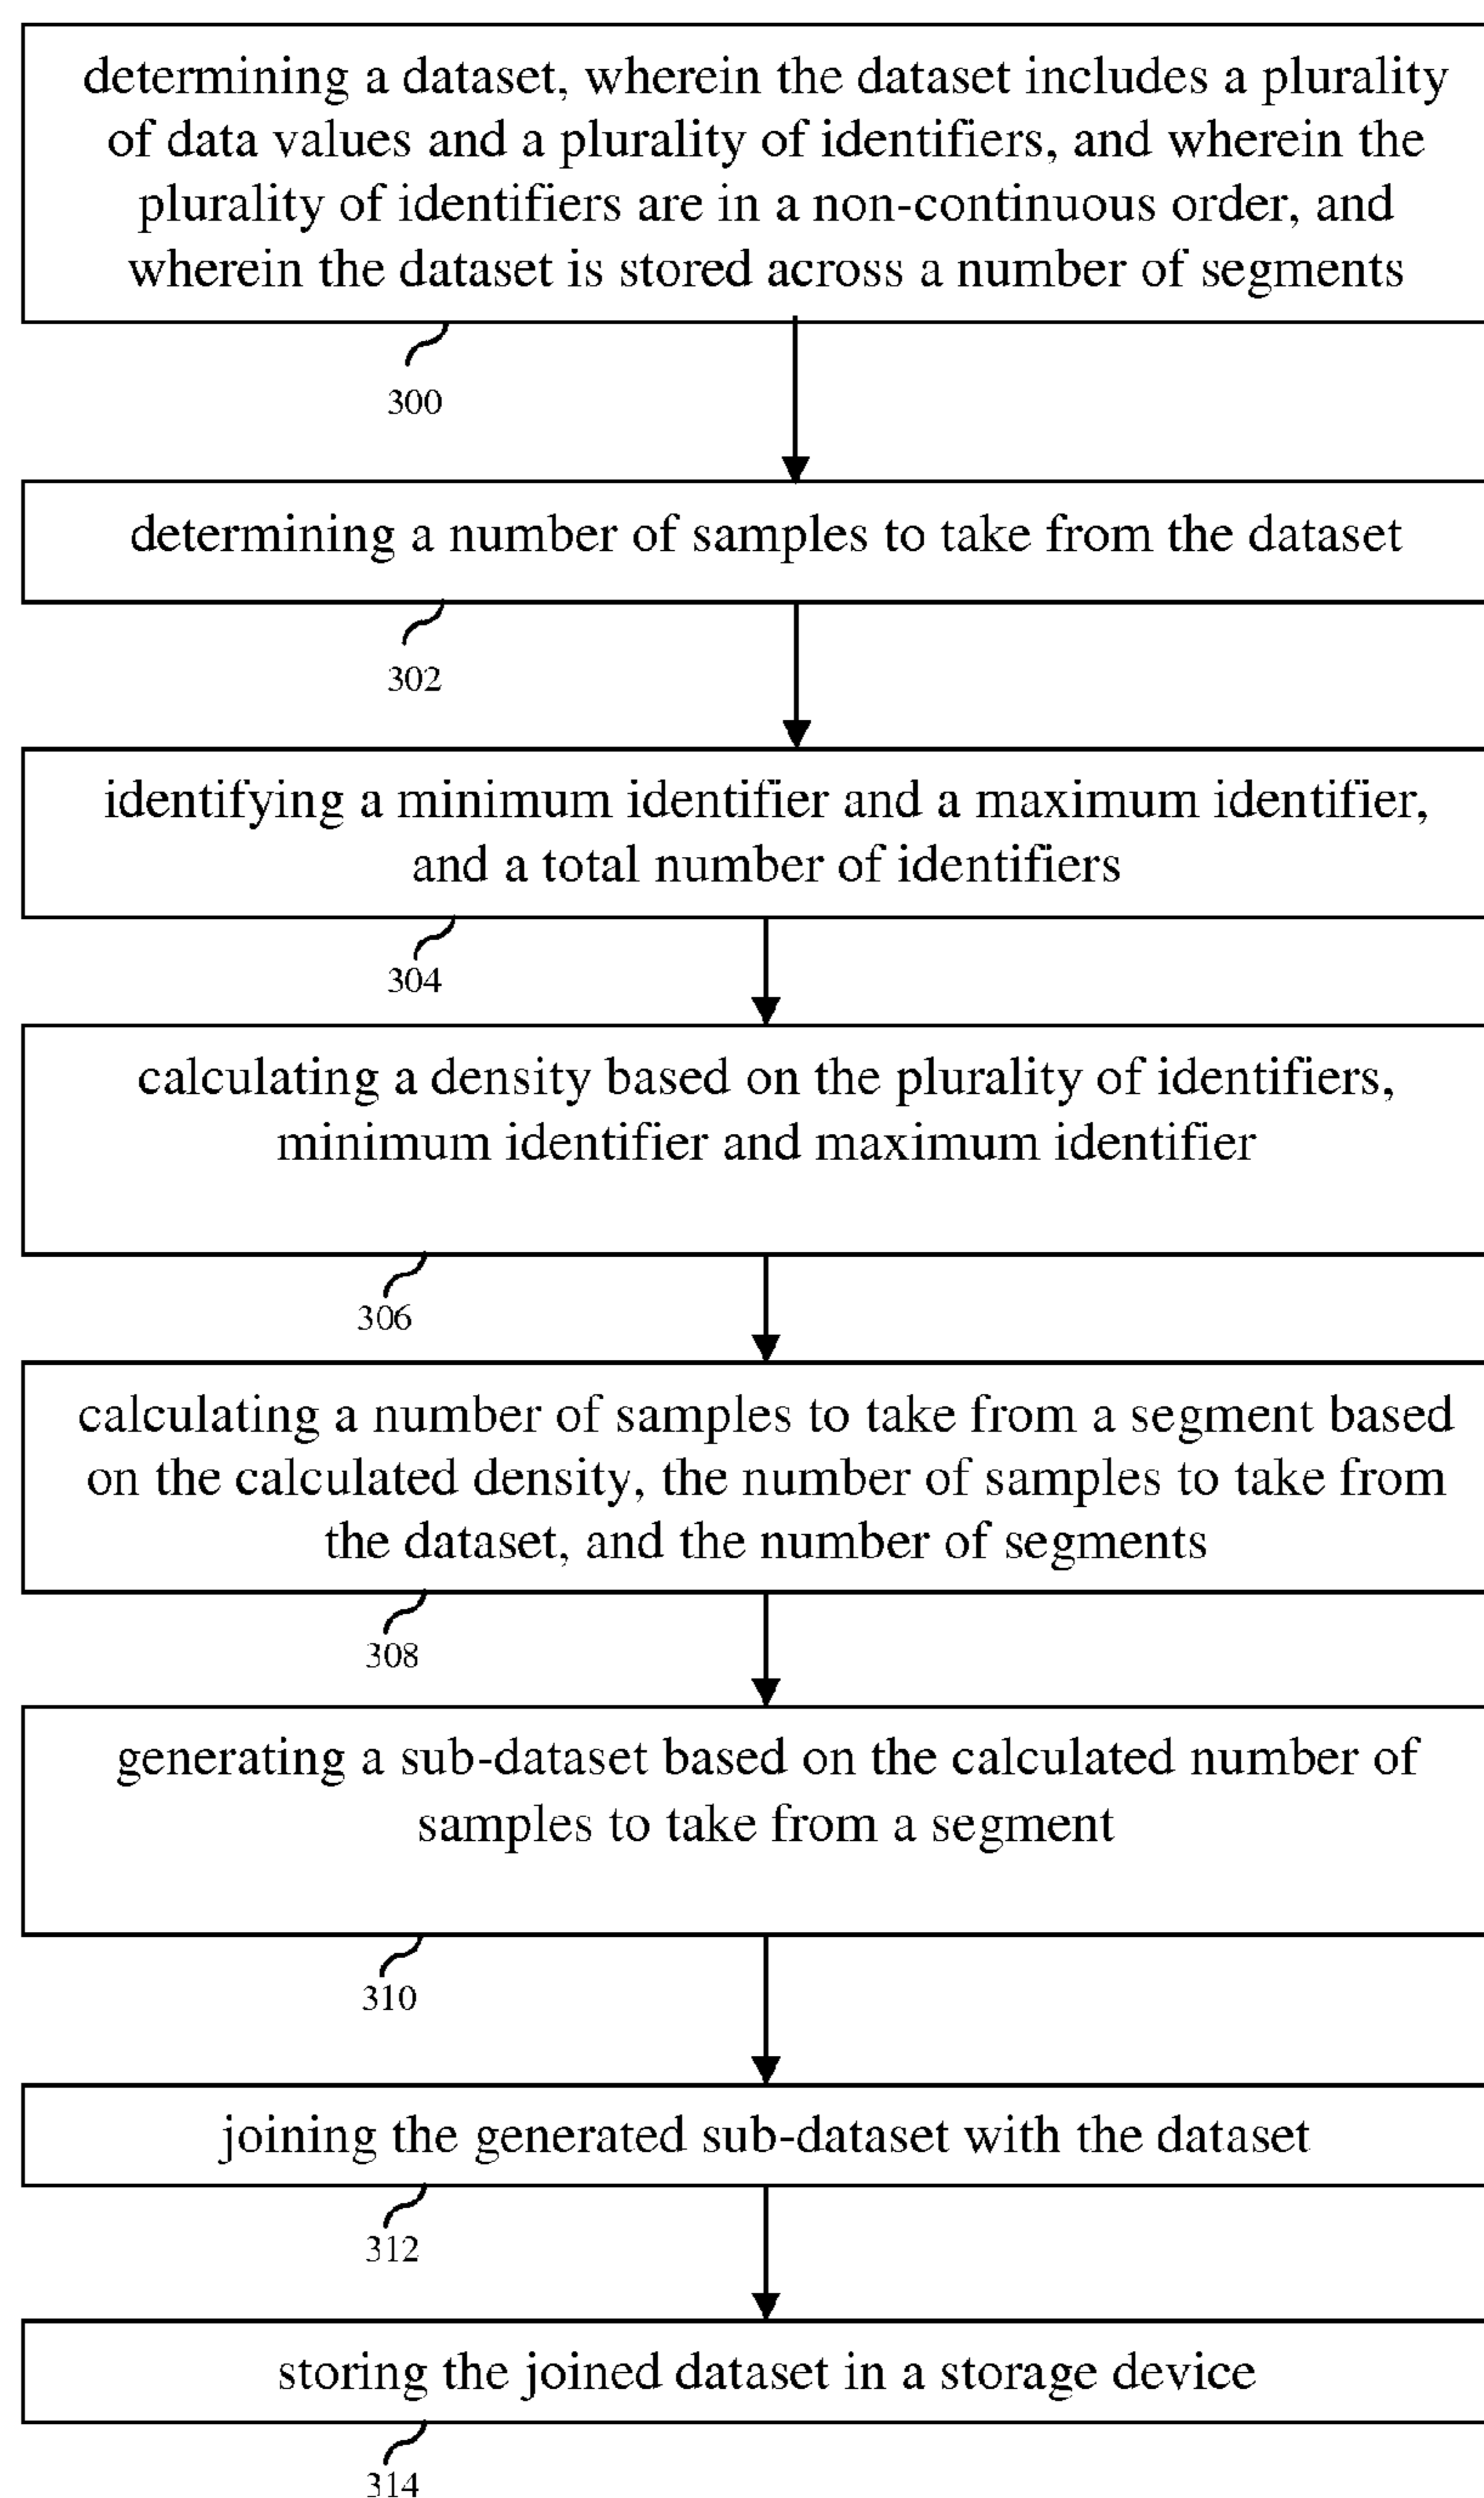 determining a dataset, wherein the dataset includes a plurality
of data values and a plurality of identifiers, and wherein the
plurality of identifiers are in a non-continuous order, and
wherein the dataset is stored across a number of segments
300
determining a number of samples to take from the dataset
302
identifying a minimum identifier and a maximum identifier,
and a total number of identifiers
304
calculating a density based on the plurality of identifiers,
minimum identifier and maximum identifier
306
calculating a number of samples to take from a segment based
on the calculated density, the number of samples to take from
the dataset, and the number of segments
308
generating a sub-dataset based on the calculated number of
samples to take from a segment
310
joining the generated sub-dataset with the dataset
312
storing the joined dataset in a storage device
314